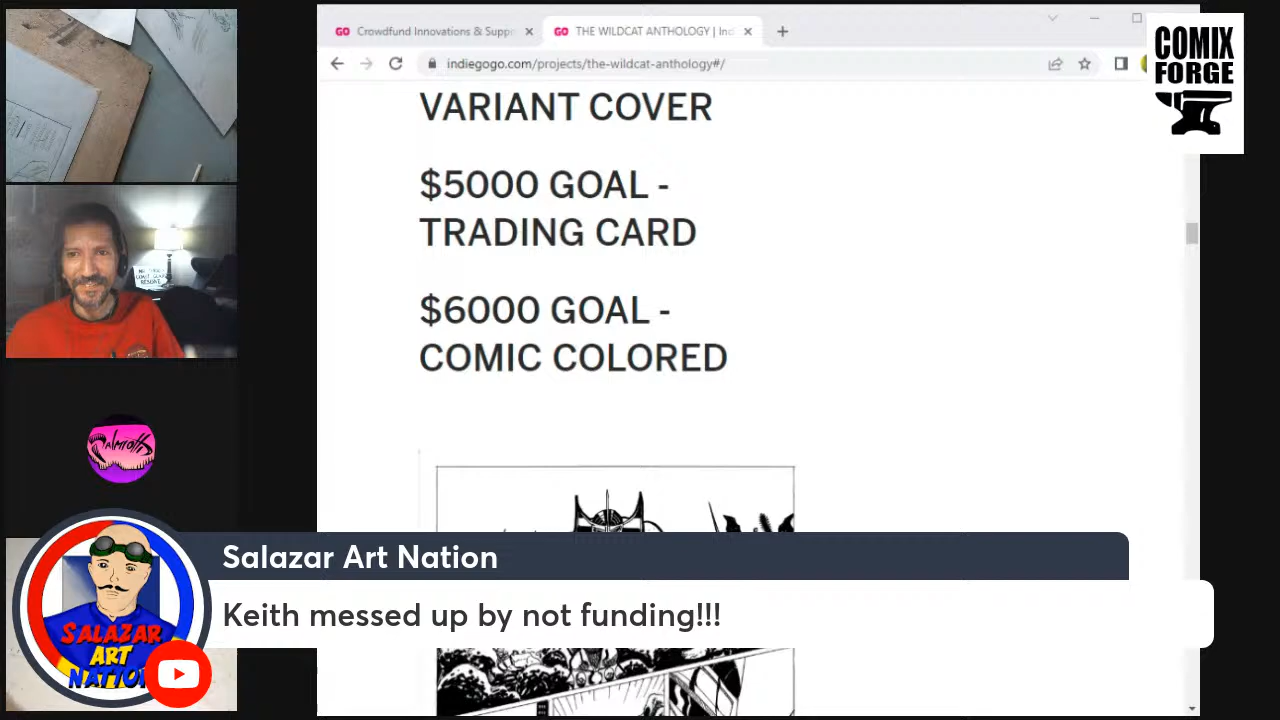 Crowdfund Innovations & Supp
THE WILDCAT ANTHOLOGY | Ind
indiegogo.com/projects/the-wildcat-anthology#/
COMIX
FORGE
VARIANT COVER
$5000 GOAL -
TRADING CARD
$6000 GOAL -
COMIC COLORED
Salazar Art Nation
Keith messed up by not funding!!!
SALAZAR
ART
NATION